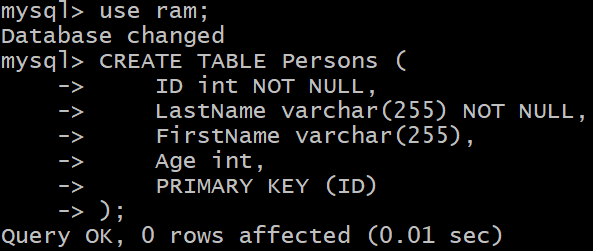 mysql> use ram;
Database changed
mysql> CREATE TABLE Persons (
    ->     ID int NOT NULL,
    ->     LastName varchar(255) NOT NULL,
    ->     FirstName varchar(255),
    ->     Age int,
    ->     PRIMARY KEY (ID)
    -> );
Query OK, 0 rows affected (0.01 sec)